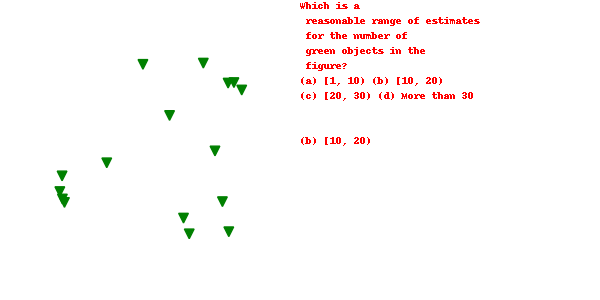 Which is a
reasonable range of estimates
for the number of
green objects in the
figure?
(a) [1, 10) (b) [10, 20)
(c) [20, 30) (d) More than 30
(b) [10, 20)